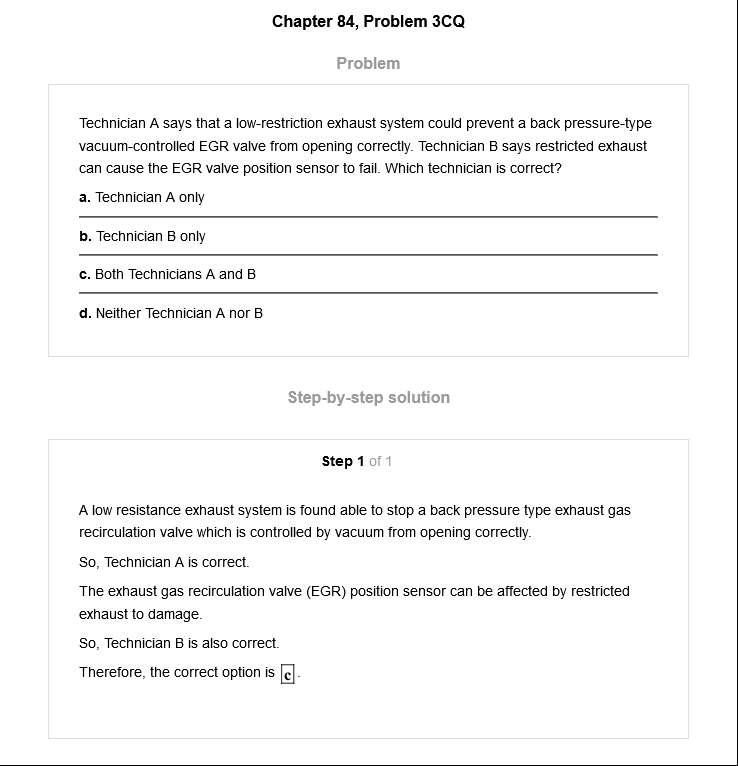 Chapter 84, Problem 3CQ
Problem
Technician A says that a low-restriction exhaust system could prevent a back pressure-type
vacuum-controlled EGR valve from opening correctly. Technician B says restricted exhaust
can cause the EGR valve position sensor to fail. Which technician is correct?
a. Technician A only
b. Technician B only
c. Both Technicians A and B
d. Neither Technician A nor B
Step-by-step solution
Step 1 of 1
A low resistance exhaust system is found able to stop a back pressure type exhaust gas
recirculation valve which is controlled by vacuum from opening correctly.
So, Technician A is correct.
The exhaust gas recirculation valve (EGR) position sensor can be affected by restricted
exhaust to damage.
So, Technician B is also correct.
Therefore, the correct option is c.